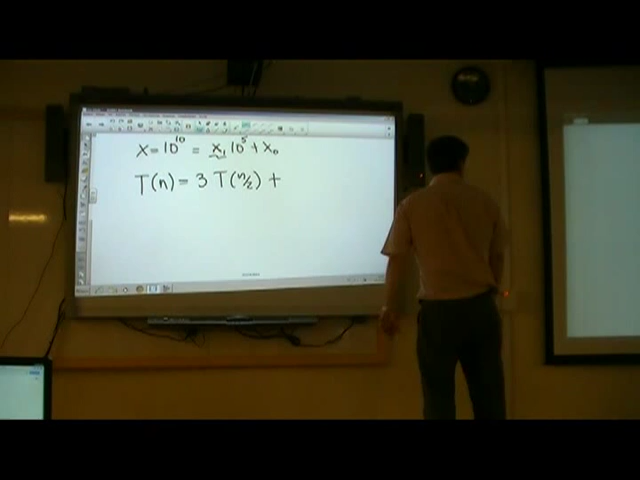 x = 10^10 = x₁ 10^5 + x₀
T(n) = 3 T(n/2) +